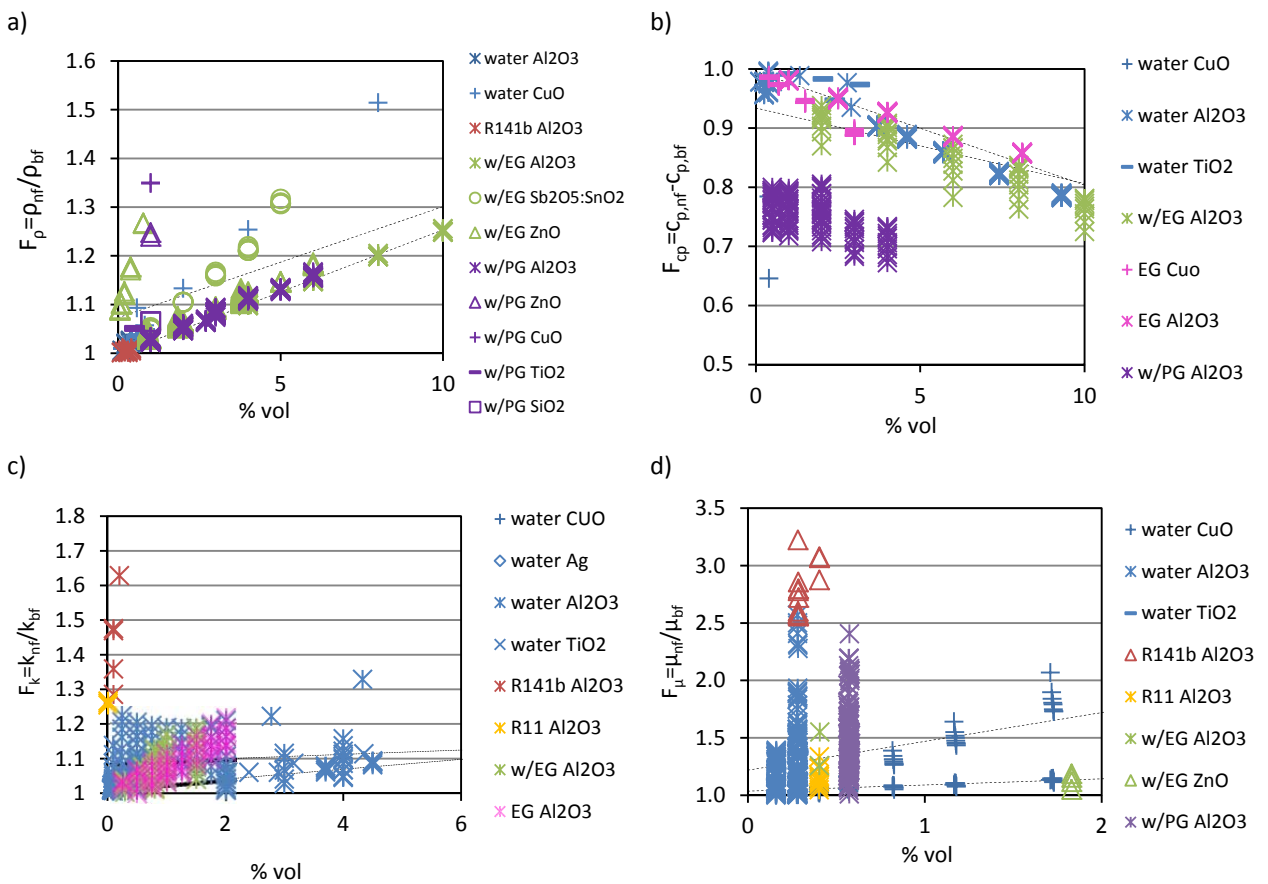 a)
1.6
1.5
1.4
1.3
1.2
1.1
1
0
5
10
% vol
Fρ=ρnf/ρbf
water Al2O3
water CuO
R141b Al2O3
w/EG Al2O3
w/EG Sb2O5:SnO2
w/EG ZnO
w/PG Al2O3
w/PG ZnO
w/PG CuO
w/PG TiO2
w/PG SiO2
b)
1.0
0.9
0.8
0.7
0.6
0.5
0
5
10
% vol
Fcp=cp,nf-cp,bf
water CuO
water Al2O3
water TiO2
w/EG Al2O3
EG Cuo
EG Al2O3
w/PG Al2O3
c)
1.8
1.7
1.6
1.5
1.4
1.3
1.2
1.1
1
0
2
4
6
% vol
Fk=knf/kbf
water CUO
water Ag
water Al2O3
water TiO2
R141b Al2O3
R11 Al2O3
w/EG Al2O3
EG Al2O3
d)
3.5
3.0
2.5
2.0
1.5
1.0
0
1
2
% vol
Fμ=μnf/μbf
water CuO
water Al2O3
water TiO2
R141b Al2O3
R11 Al2O3
w/EG Al2O3
w/EG ZnO
w/PG Al2O3